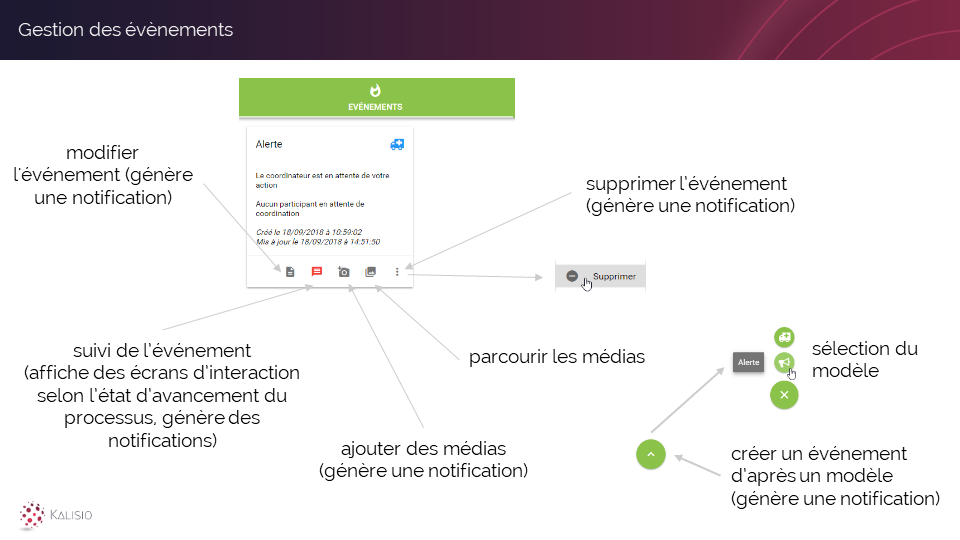 Gestion des évènements
EVÉNEMENTS
Alerte
Le coordinateur est en attente de votre
action
Aucun participant en attente de
coordination
Créé le 18/09/2018 à 10:59:02
Mis à jour le 18/09/2018 à 14:51:50
modifier
l'événement (génère
une notification)
supprimer l'événement
(génère une notification)
Supprimer
suivi de l'événement
(affiche des écrans d'interaction
selon l'état d'avancement du
processus, génère des
notifications)
parcourir les médias
ajouter des médias
(génère une notification)
Alerte
sélection du
modèle
créer un événement
d'après un modèle
(génère une notification)
KALISIO